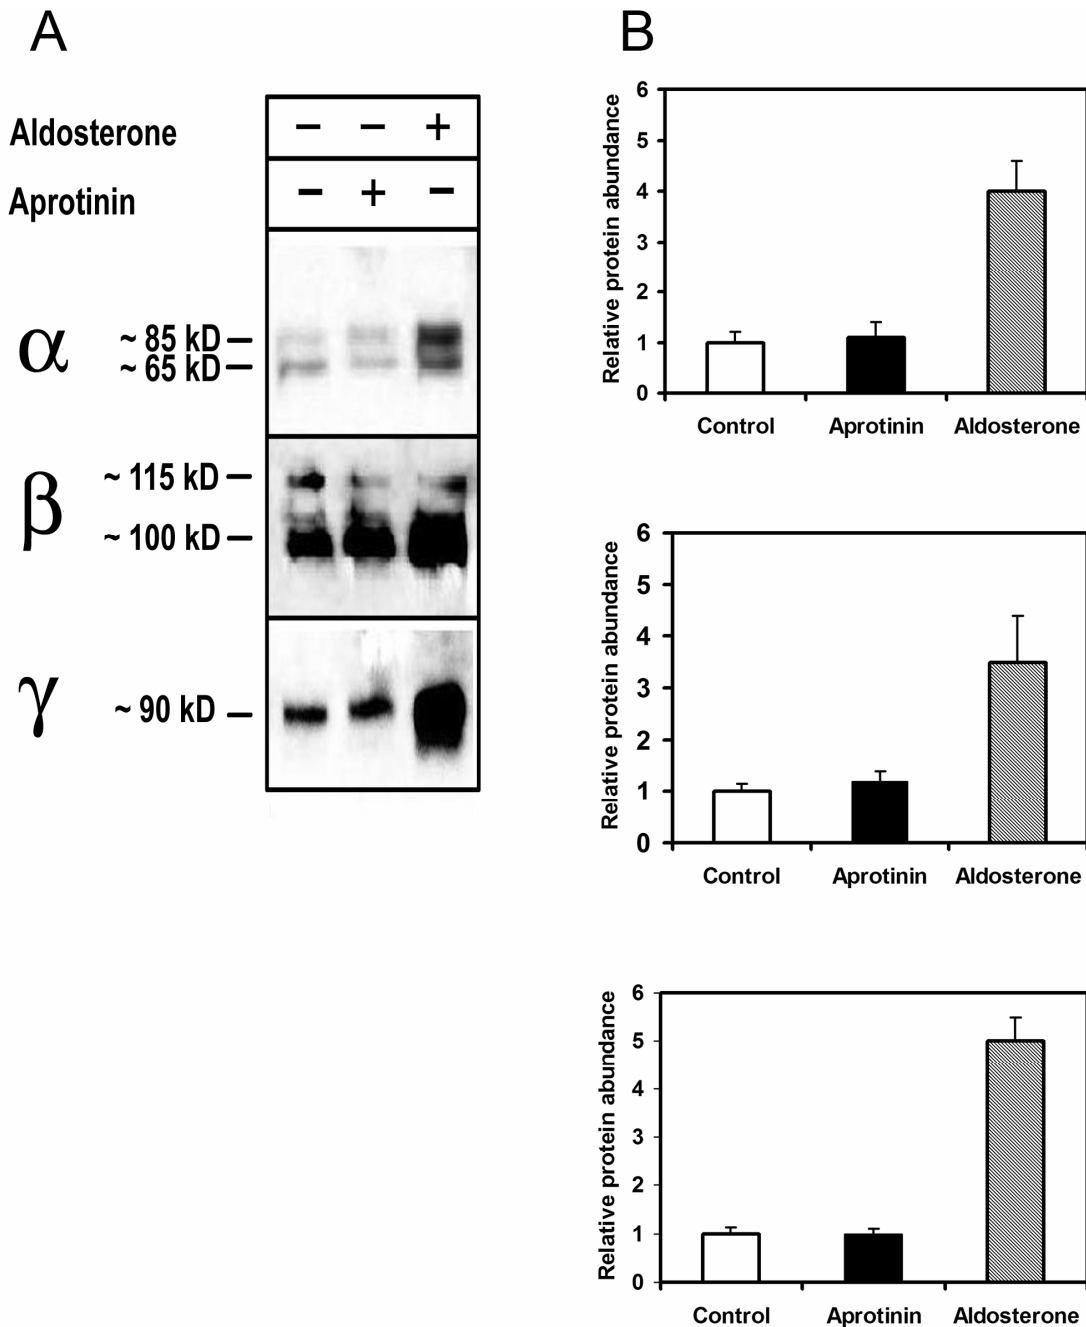 A
Aldosterone − − +
Aprotinin − + −
α
~ 85 kD
~ 65 kD
β
~ 115 kD
~ 100 kD
γ
~ 90 kD
B
Relative protein abundance
6
5
4
3
2
1
0
Control Aprotinin Aldosterone
Relative protein abundance
6
5
4
3
2
1
0
Control Aprotinin Aldosterone
Relative protein abundance
6
5
4
3
2
1
0
Control Aprotinin Aldosterone